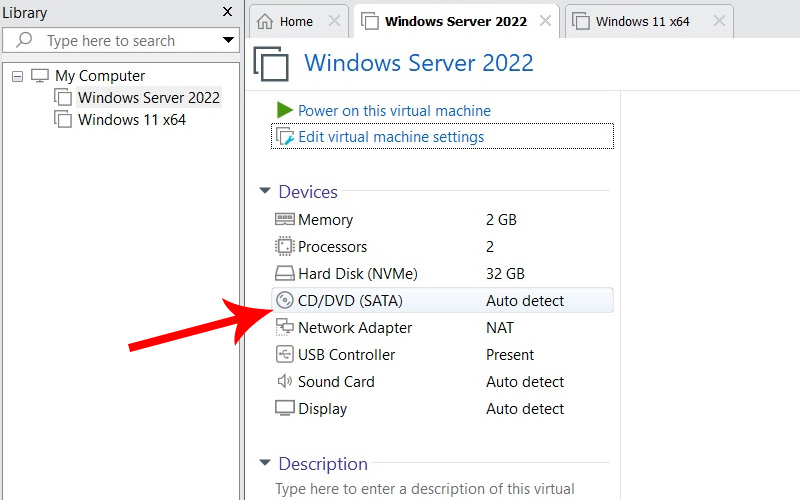 Library
Type here to search
My Computer
Windows Server 2022
Windows 11 x64
Home
Windows Server 2022
Windows 11 x64
Windows Server 2022
Power on this virtual machine
Edit virtual machine settings
Devices
Memory 2 GB
Processors 2
Hard Disk (NVMe) 32 GB
CD/DVD (SATA) Auto detect
Network Adapter NAT
USB Controller Present
Sound Card Auto detect
Display Auto detect
Description
Type here to enter a description of this virtual